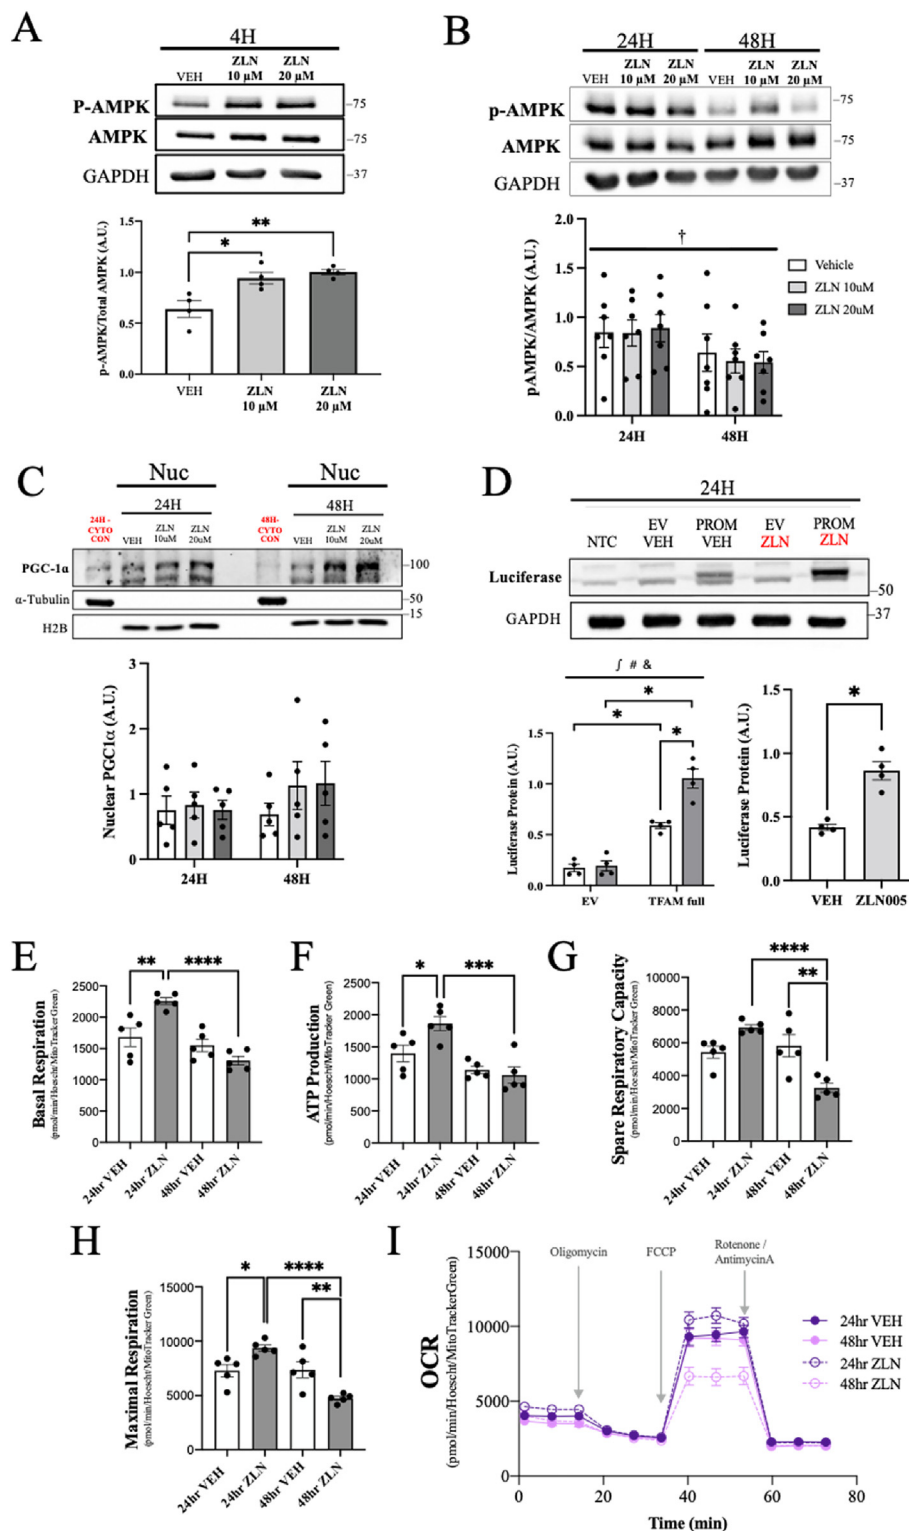 A
4H
VEH
ZLN
10 µM
ZLN
20 µM
P-AMPK
–75
AMPK
–75
GAPDH
–37
p-AMPK/Total AMPK (A.U.)
1.5
1.0
0.5
0.0
*
**
VEH
ZLN
10 µM
ZLN
20 µM
B
24H
48H
VEH
ZLN
10 µM
ZLN
20 µM
VEH
ZLN
10 µM
ZLN
20 µM
p-AMPK
–75
AMPK
–75
GAPDH
–37
pAMPK/AMPK (A.U.)
2.0
1.5
1.0
0.5
0.0
†
Vehicle
ZLN 10uM
ZLN 20uM
24H
48H
C
Nuc
Nuc
24H
48H
24H -
CYTO
CON
VEH
ZLN
10uM
ZLN
20uM
48H-
CYTO
CON
VEH
ZLN
10uM
ZLN
20uM
PGC-1α
–100
α-Tubulin
–50
–15
H2B
Nuclear PGC1α (A.U.)
3
2
1
0
24H
48H
D
24H
NTC
EV
VEH
PROM
VEH
EV
ZLN
PROM
ZLN
Luciferase
–50
GAPDH
–37
∫ # &
*
*
*
Luciferase Protein (A.U.)
1.5
1.0
0.5
0.0
EV
TFAM full
Luciferase Protein (A.U.)
1.5
1.0
0.5
0.0
*
VEH
ZLN005
E
Basal Respiration
(pmol/min/Hoescht/MitoTracker Green)
2500
2000
1500
1000
500
0
**
****
24hr VEH
24hr ZLN
48hr VEH
48hr ZLN
F
ATP Production
(pmol/min/Hoescht/MitoTracker Green)
2500
2000
1500
1000
500
0
*
***
24hr VEH
24hr ZLN
48hr VEH
48hr ZLN
G
Spare Respiratory Capacity
(pmol/min/Hoescht/MitoTracker Green)
10000
8000
6000
4000
2000
0
****
**
24hr VEH
24hr ZLN
48hr VEH
48hr ZLN
H
Maximal Respiration
(pmol/min/Hoescht/MitoTracker Green)
15000
10000
5000
0
*
****
**
24hr VEH
24hr ZLN
48hr VEH
48hr ZLN
I
OCR
(pmol/min/Hoescht/MitoTrackerGreen)
15000
10000
5000
0
Oligomycin
FCCP
Rotenone /
AntimycinA
24hr VEH
48hr VEH
24hr ZLN
48hr ZLN
0
20
40
60
80
Time (min)